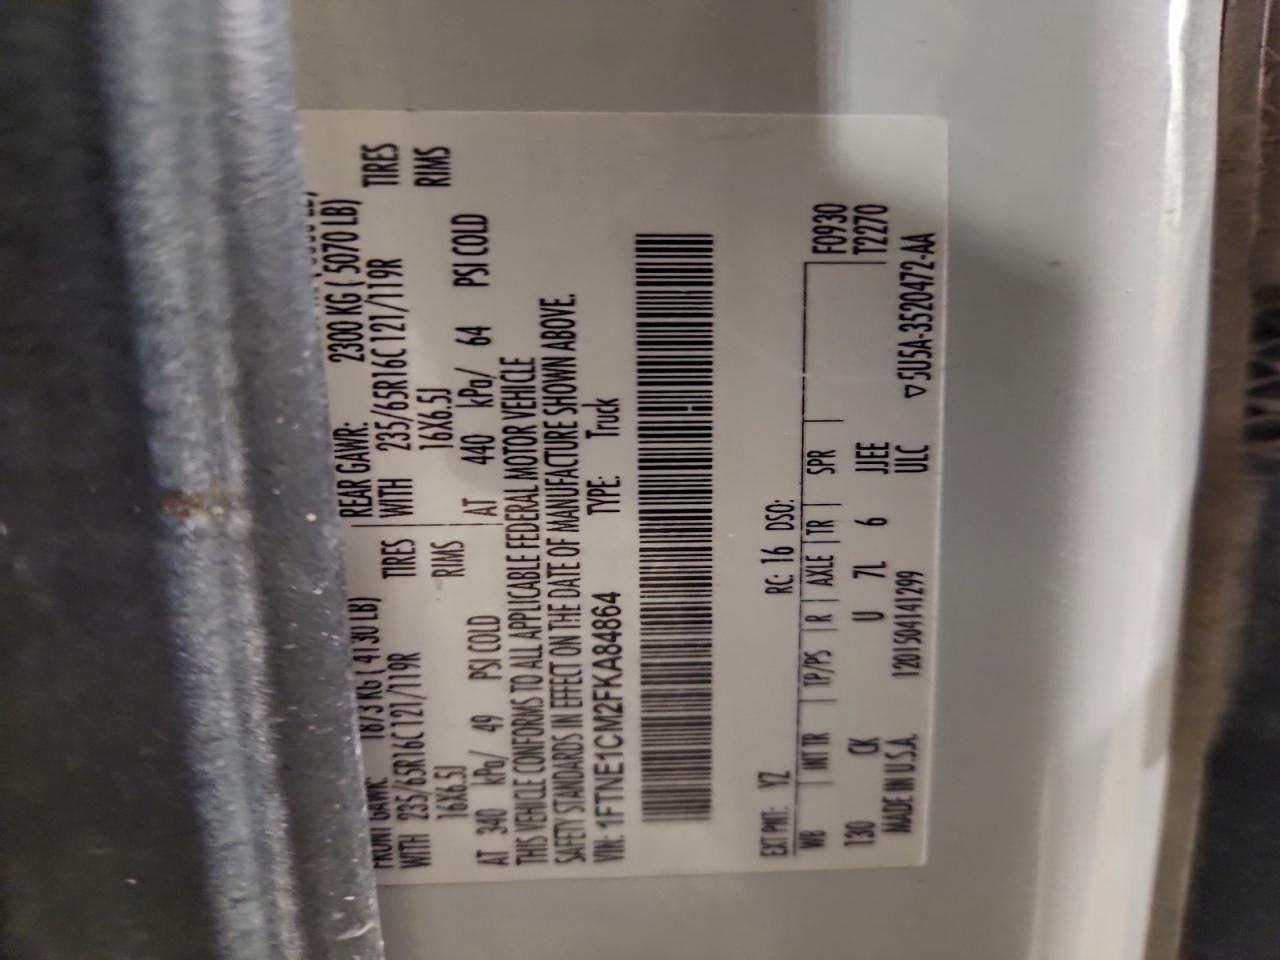 FRONT GAWR: 1873 KG ( 4130 LB) REAR GAWR: 2300 KG ( 5070 LB)
WITH 235/65R16C 121/119R TIRES WITH 235/65R16C 121/119R TIRES
16X6.5J RIMS 16X6.5J RIMS
AT 340 kPa/ 49 PSI COLD AT 440 kPa/ 64 PSI COLD
THIS VEHICLE CONFORMS TO ALL APPLICABLE FEDERAL MOTOR VEHICLE
SAFETY STANDARDS IN EFFECT ON THE DATE OF MANUFACTURE SHOWN ABOVE.
VIN: 1FTNE1CM2FKA84864 TYPE: Truck
EXT PNT: YZ RC: 16 DSO:
WB INT TR TP/PS R AXLE TR SPR F0930
130 CK U 7L 6 JJEE T2270
MADE IN U.S.A. 120150414129​9 ULC ▽5U5A-3520472-AA